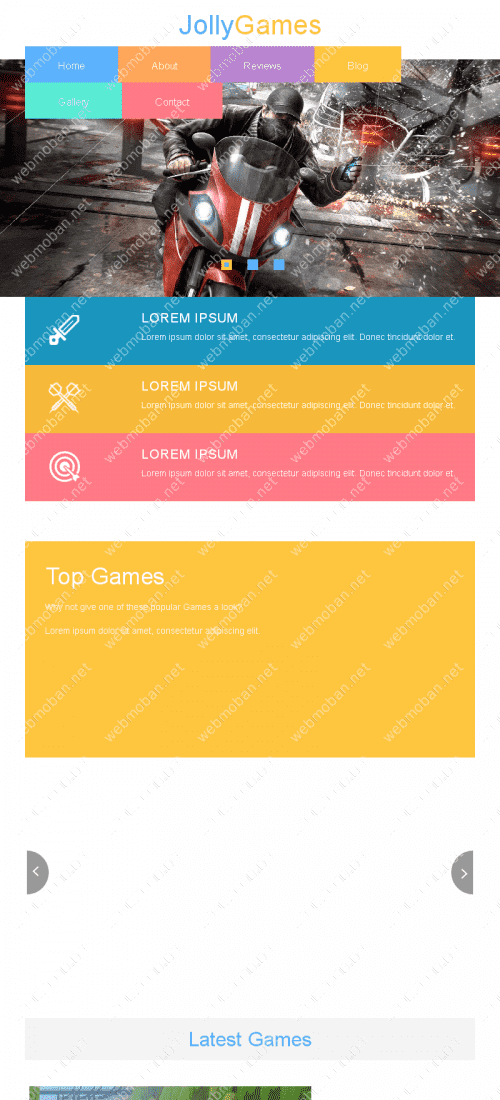 JollyGames
Home
About
Reviews
Blog
Gallery
Contact
LOREM IPSUM
Lorem ipsum dolor sit amet, consectetur adipiscing elit. Donec tincidunt dolor et.
LOREM IPSUM
Lorem ipsum dolor sit amet, consectetur adipiscing elit. Donec tincidunt dolor et.
LOREM IPSUM
Lorem ipsum dolor sit amet, consectetur adipiscing elit. Donec tincidunt dolor et.
Top Games
Why not give one of these popular Games a look?
Lorem ipsum dolor sit amet, consectetur adipiscing elit.
Latest Games
webmoban.net